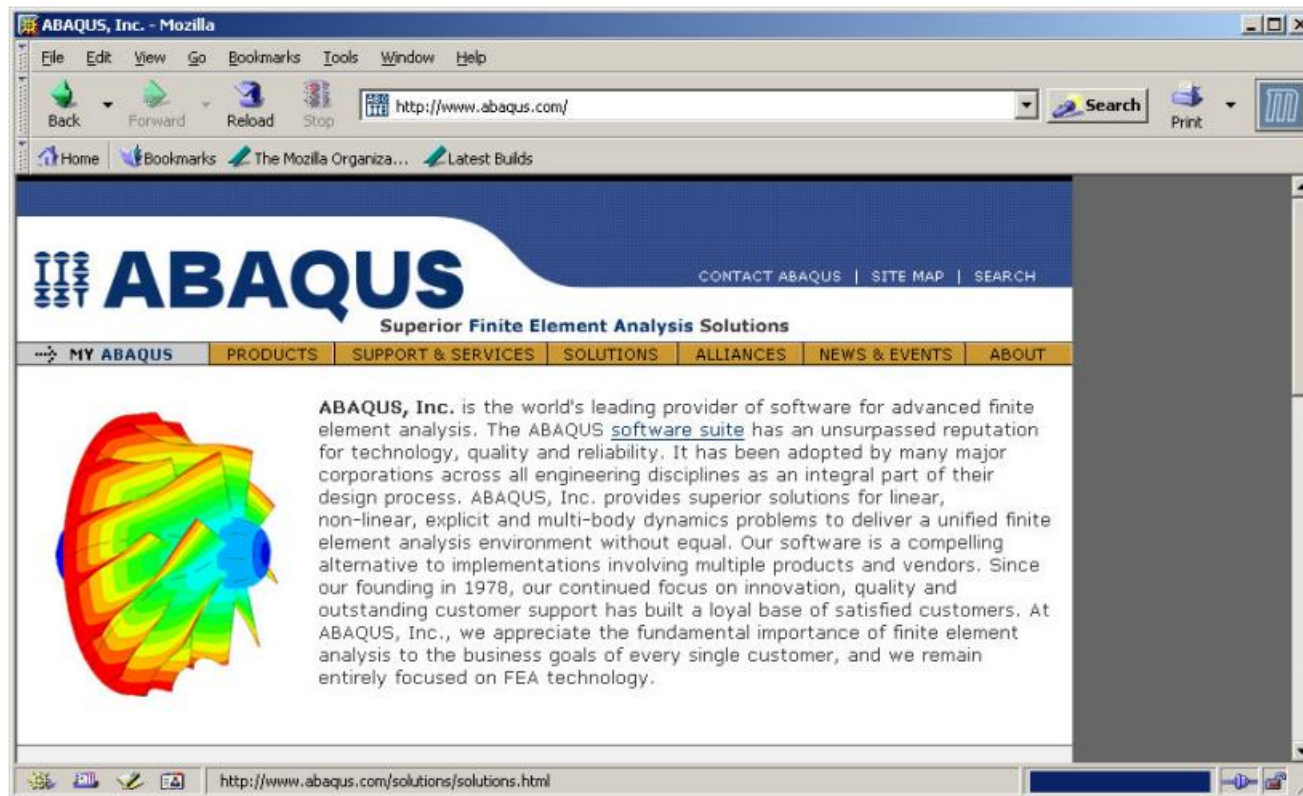 ABAQUS, Inc. - Mozilla
File Edit View Go Bookmarks Tools Window Help
Back Forward Reload Stop http://www.abaqus.com/ Search Print
Home Bookmarks The Mozilla Organiza... Latest Builds
ABAQUS
CONTACT ABAQUS | SITE MAP | SEARCH
Superior Finite Element Analysis Solutions
MY ABAQUS PRODUCTS SUPPORT & SERVICES SOLUTIONS ALLIANCES NEWS & EVENTS ABOUT
ABAQUS, Inc. is the world's leading provider of software for advanced finite
element analysis. The ABAQUS software suite has an unsurpassed reputation
for technology, quality and reliability. It has been adopted by many major
corporations across all engineering disciplines as an integral part of their
design process. ABAQUS, Inc. provides superior solutions for linear,
non-linear, explicit and multi-body dynamics problems to deliver a unified finite
element analysis environment without equal. Our software is a compelling
alternative to implementations involving multiple products and vendors. Since
our founding in 1978, our continued focus on innovation, quality and
outstanding customer support has built a loyal base of satisfied customers. At
ABAQUS, Inc., we appreciate the fundamental importance of finite element
analysis to the business goals of every single customer, and we remain
entirely focused on FEA technology.
http://www.abaqus.com/solutions/solutions.html